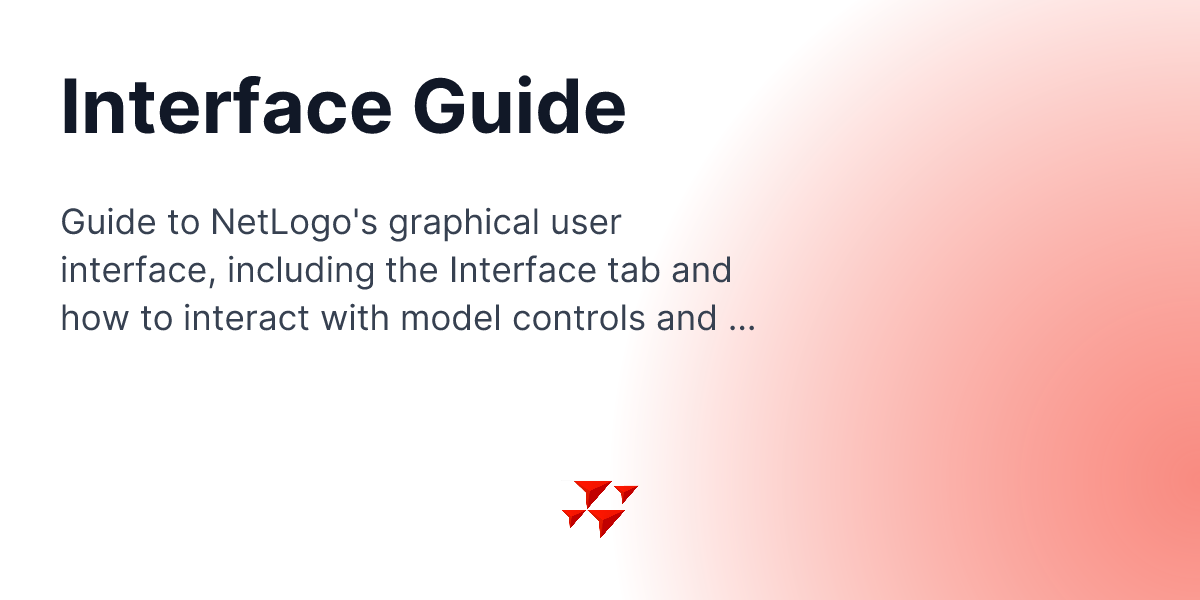 Interface Guide
Guide to NetLogo's graphical user
interface, including the Interface tab and
how to interact with model controls and ...